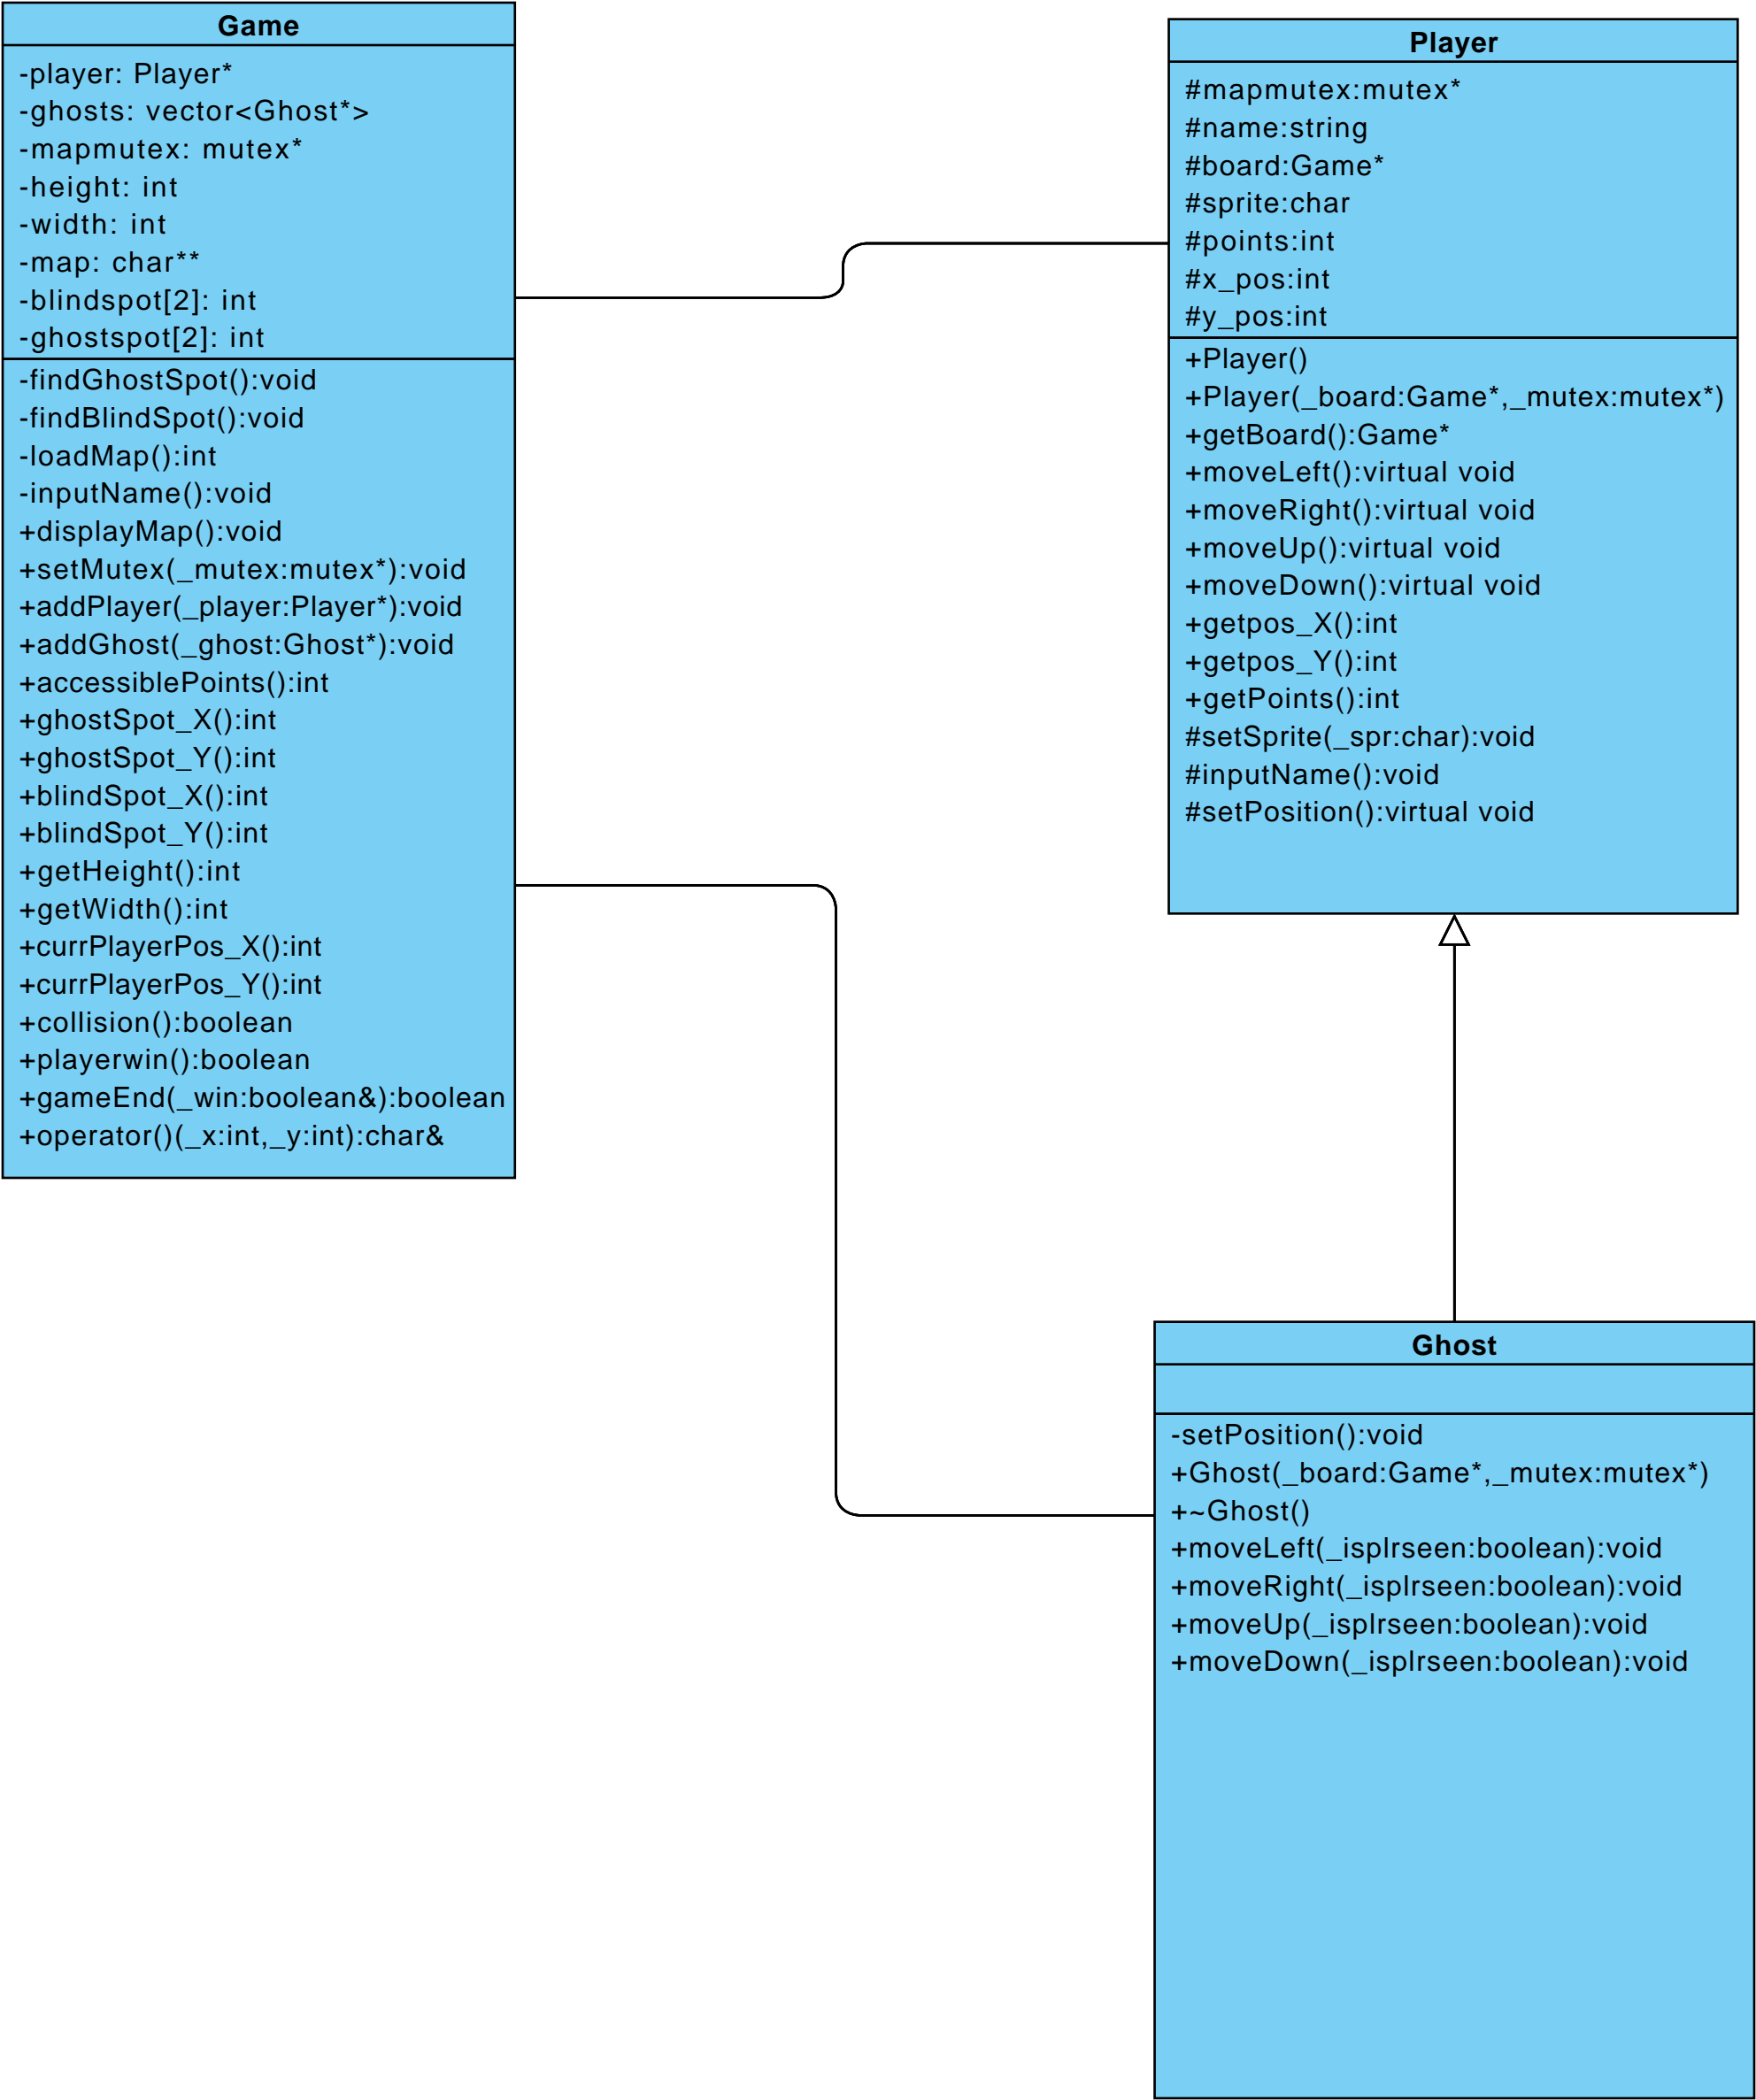 Game
-player: Player*
-ghosts: vector<Ghost*>
-mapmutex: mutex*
-height: int
-width: int
-map: char**
-blindspot[2]: int
-ghostspot[2]: int
-findGhostSpot():void
-findBlindSpot():void
-loadMap():int
-inputName():void
+displayMap():void
+setMutex(_mutex:mutex*):void
+addPlayer(_player:Player*):void
+addGhost(_ghost:Ghost*):void
+accessiblePoints():int
+ghostSpot_X():int
+ghostSpot_Y():int
+blindSpot_X():int
+blindSpot_Y():int
+getHeight():int
+getWidth():int
+currPlayerPos_X():int
+currPlayerPos_Y():int
+collision():boolean
+playerwin():boolean
+gameEnd(_win:boolean&):boolean
+operator()(_x:int,_y:int):char&
Player
#mapmutex:mutex*
#name:string
#board:Game*
#sprite:char
#points:int
#x_pos:int
#y_pos:int
+Player()
+Player(_board:Game*,_mutex:mutex*)
+getBoard():Game*
+moveLeft():virtual void
+moveRight():virtual void
+moveUp():virtual void
+moveDown():virtual void
+getpos_X():int
+getpos_Y():int
+getPoints():int
#setSprite(_spr:char):void
#inputName():void
#setPosition():virtual void
Ghost
-setPosition():void
+Ghost(_board:Game*,_mutex:mutex*)
+~Ghost()
+moveLeft(_isplrseen:boolean):void
+moveRight(_isplrseen:boolean):void
+moveUp(_isplrseen:boolean):void
+moveDown(_isplrseen:boolean):void